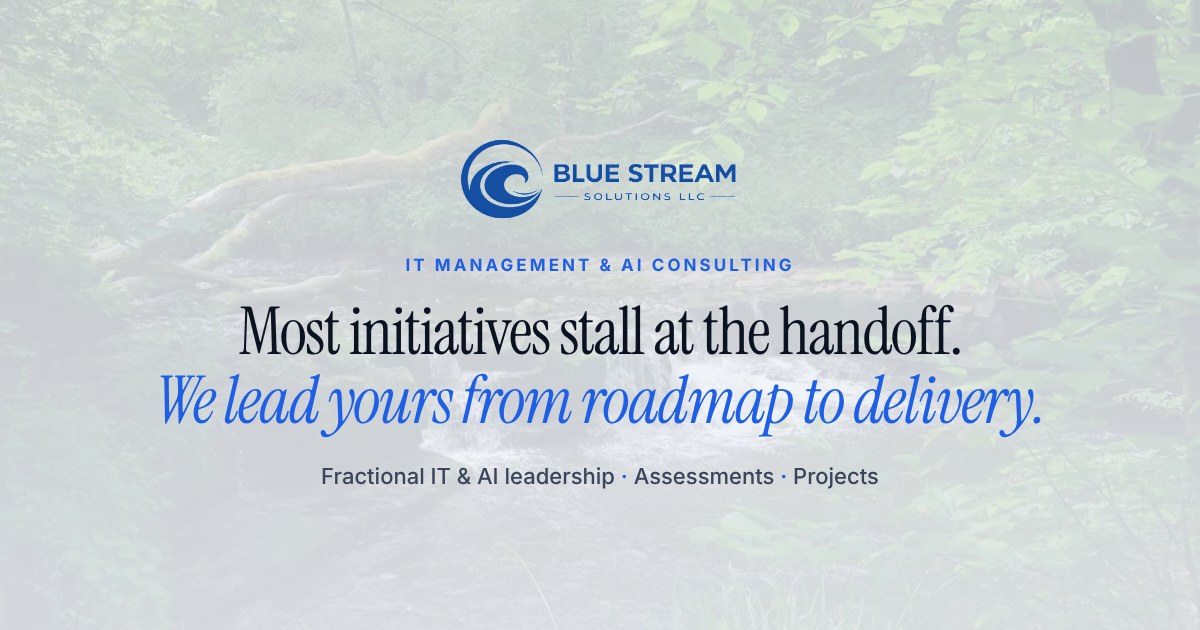 BLUE STREAM
SOLUTIONS LLC
IT MANAGEMENT & AI CONSULTING
Most initiatives stall at the handoff.
We lead yours from roadmap to delivery.
Fractional IT & AI leadership · Assessments · Projects